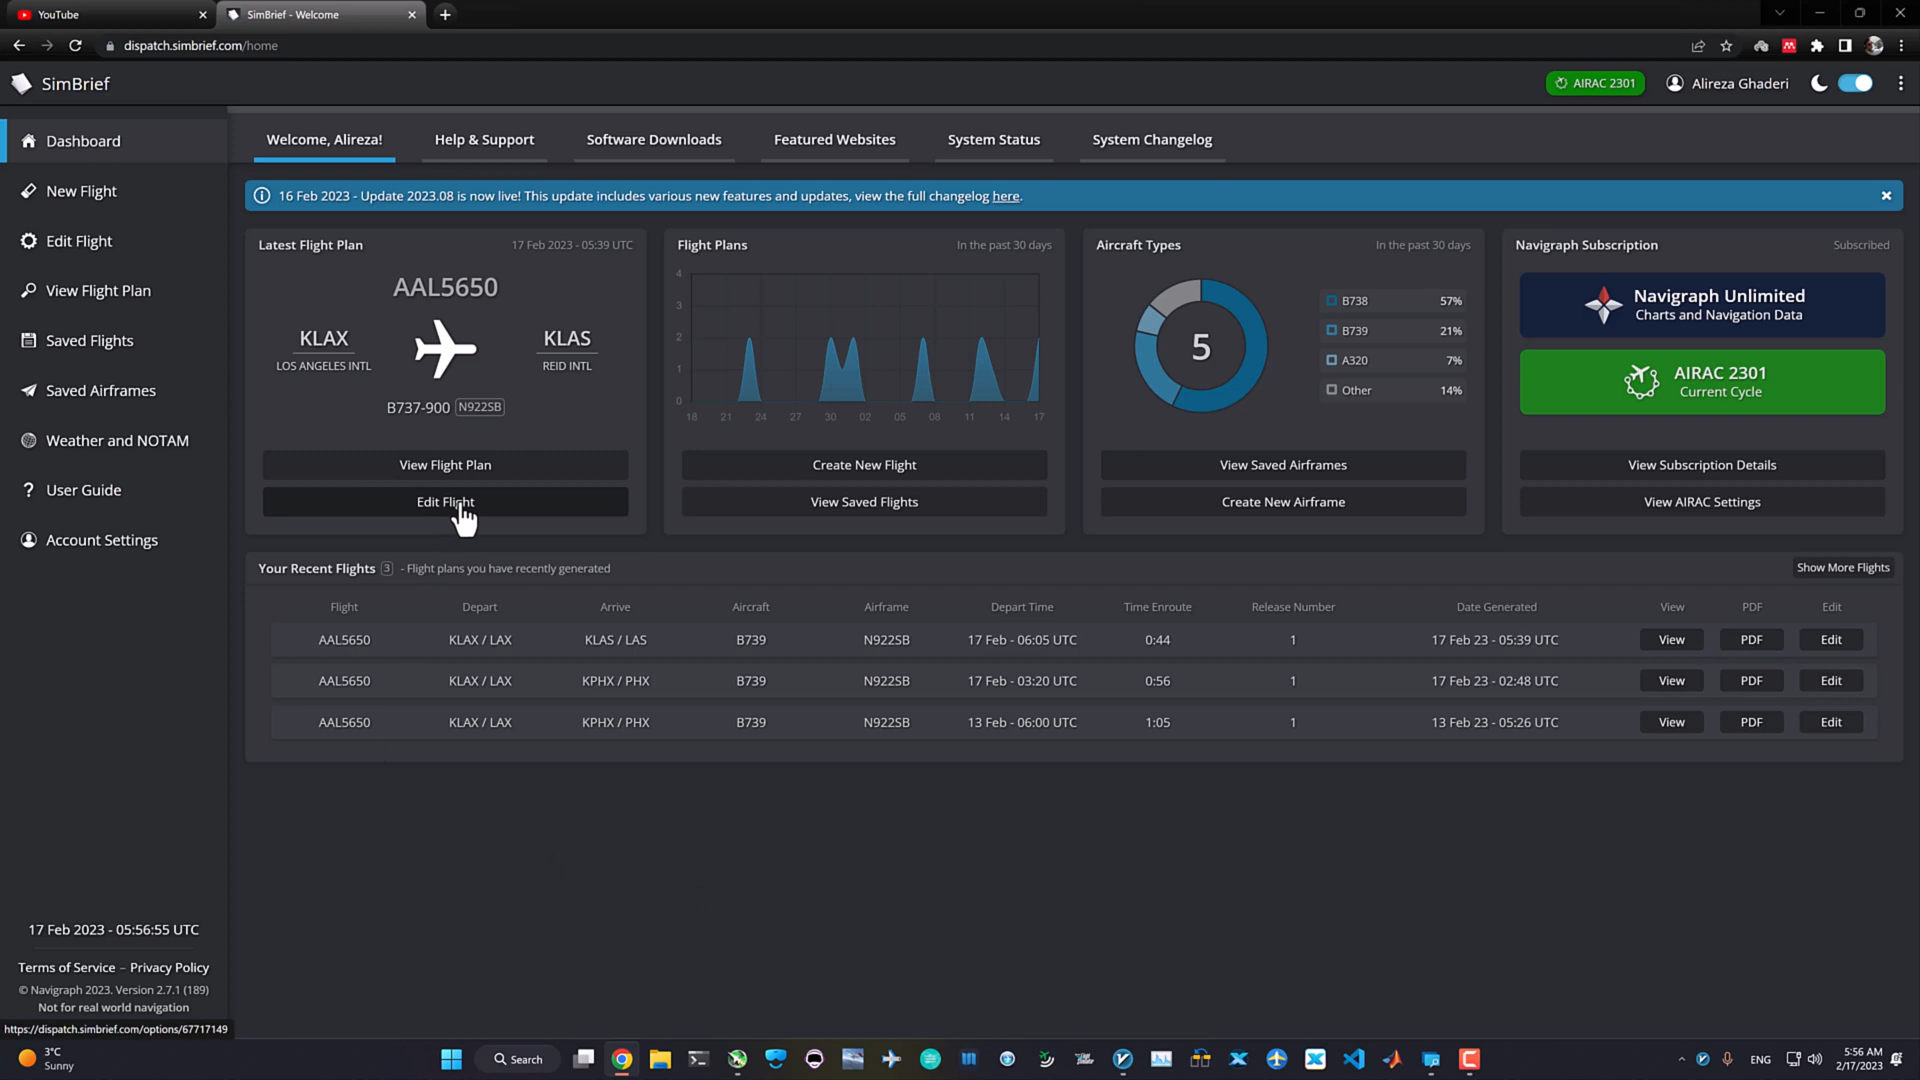 YouTube
SimBrief - Welcome
dispatch.simbrief.com/home
SimBrief
AIRAC 2301
Alireza Ghaderi
Dashboard
New Flight
Edit Flight
View Flight Plan
Saved Flights
Saved Airframes
Weather and NOTAM
? User Guide
Account Settings
Welcome, Alireza!
Help & Support
Software Downloads
Featured Websites
System Status
System Changelog
16 Feb 2023 - Update 2023.08 is now live! This update includes various new features and updates, view the full changelog here.
Latest Flight Plan
17 Feb 2023 - 05:39 UTC
AAL5650
KLAX
LOS ANGELES INTL
KLAS
REID INTL
B737-900 N922SB
View Flight Plan
Edit Flight
Flight Plans
In the past 30 days
4
3
2
1
0
18 21 24 27 30 02 05 08 11 14 17
Create New Flight
View Saved Flights
Aircraft Types
In the past 30 days
5
B738 57%
B739 21%
A320 7%
Other 14%
View Saved Airframes
Create New Airframe
Navigraph Subscription
Subscribed
Navigraph Unlimited
Charts and Navigation Data
AIRAC 2301
Current Cycle
View Subscription Details
View AIRAC Settings
Your Recent Flights 3 - Flight plans you have recently generated
Show More Flights
Flight Depart Arrive Aircraft Airframe Depart Time Time Enroute Release Number Date Generated View PDF Edit
AAL5650 KLAX / LAX KLAS / LAS B739 N922SB 17 Feb - 06:05 UTC 0:44 1 17 Feb 23 - 05:39 UTC View PDF Edit
AAL5650 KLAX / LAX KPHX / PHX B739 N922SB 17 Feb - 03:20 UTC 0:56 1 17 Feb 23 - 02:48 UTC View PDF Edit
AAL5650 KLAX / LAX KPHX / PHX B739 N922SB 13 Feb - 06:00 UTC 1:05 1 13 Feb 23 - 05:26 UTC View PDF Edit
17 Feb 2023 - 05:56:55 UTC
Terms of Service – Privacy Policy
© Navigraph 2023. Version 2.7.1 (189)
Not for real world navigation
https://dispatch.simbrief.com/options/67717149
3°C
Sunny
Search
ENG
5:56 AM
2/17/2023